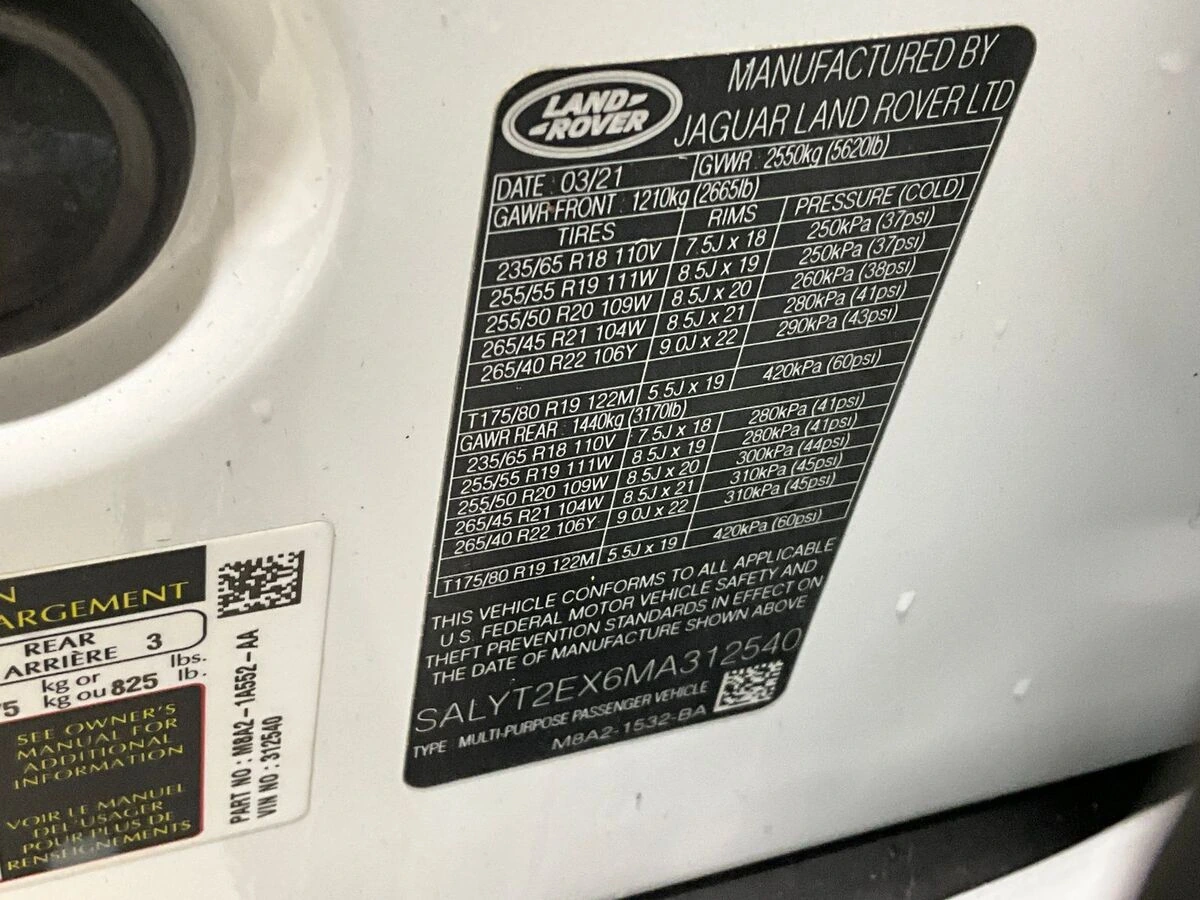 LAND-
-ROVER
MANUFACTURED BY
JAGUAR LAND ROVER LTD
DATE : 03/21 GVWR : 2550kg (5620lb)
GAWR FRONT : 1210kg (2665lb)
TIRES RIMS PRESSURE (COLD)
235/65 R18 110V 7.5J x 18 250kPa (37psi)
255/55 R19 111W 8.5J x 19 250kPa (37psi)
255/50 R20 109W 8.5J x 20 260kPa (38psi)
265/45 R21 104W 8.5J x 21 280kPa (41psi)
265/40 R22 106Y 9.0J x 22 290kPa (43psi)
T175/80 R19 122M 5.5J x 19 420kPa (60psi)
GAWR REAR : 1440kg (3170lb)
235/65 R18 110V 7.5J x 18 280kPa (41psi)
255/55 R19 111W 8.5J x 19 280kPa (41psi)
255/50 R20 109W 8.5J x 20 300kPa (44psi)
265/45 R21 104W 8.5J x 21 310kPa (45psi)
265/40 R22 106Y 9.0J x 22 310kPa (45psi)
T175/80 R19 122M 5.5J x 19 420kPa (60psi)
THIS VEHICLE CONFORMS TO ALL APPLICABLE
U.S. FEDERAL MOTOR VEHICLE SAFETY AND
THEFT PREVENTION STANDARDS IN EFFECT ON
THE DATE OF MANUFACTURE SHOWN ABOVE
SALYT2EX6MA312540
TYPE : MULTI-PURPOSE PASSENGER VEHICLE
M8A2-1532-BA
N
ARGEMENT
REAR
ARRIÈRE 3
5 kg or 825 lbs.
kg ou lb.
SEE OWNER'S
MANUAL FOR
ADDITIONAL
INFORMATION
VOIR LE MANUEL
DEL'USAGER
POUR PLUS DE
RENSEIGNEMENTS
PART NO : M8A2-1A552-AA
VIN NO : 312540